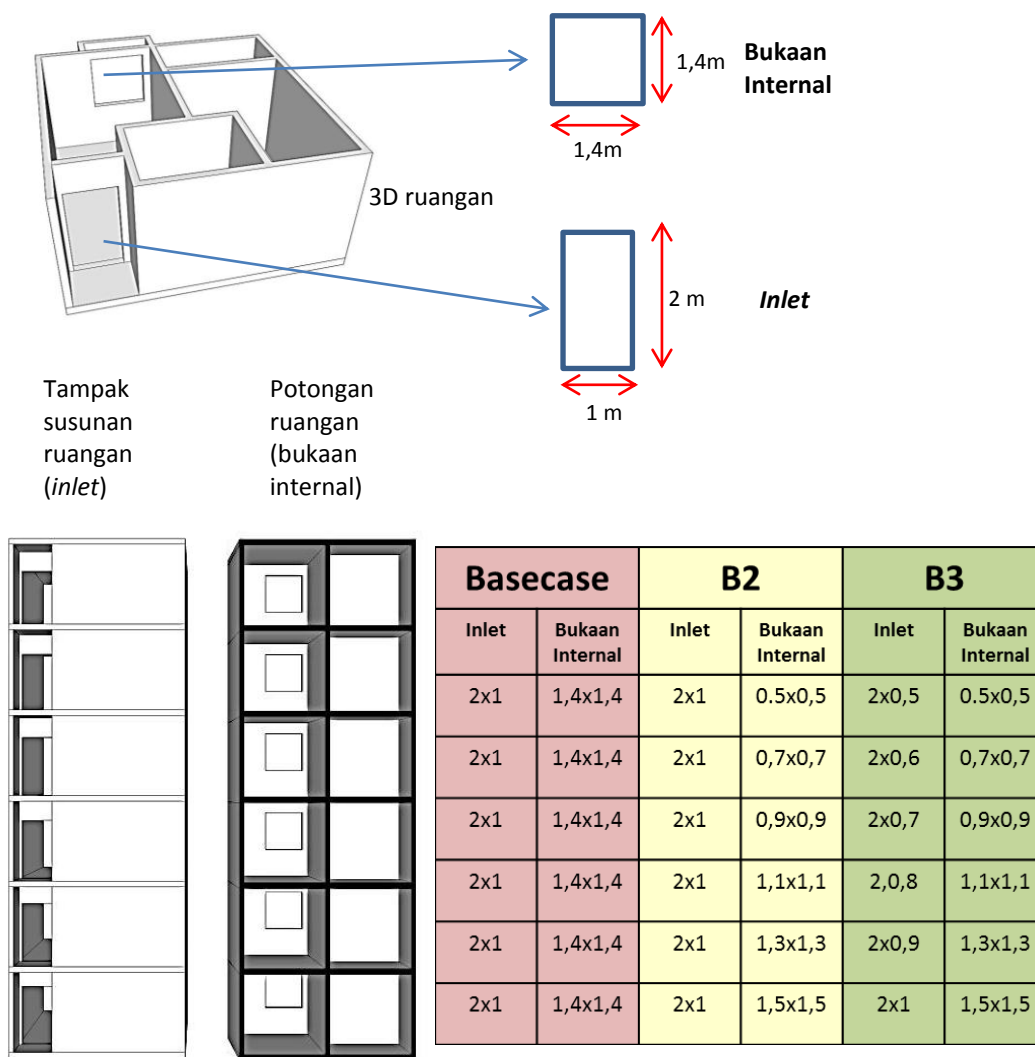 1,4m
Bukaan
Internal
1,4m
3D ruangan
2 m
Inlet
1 m
Tampak
susunan
ruangan
(inlet)
Potongan
ruangan
(bukaan
internal)
Basecase B2 B3
Inlet Bukaan Internal Inlet Bukaan Internal Inlet Bukaan Internal
2x1 1,4x1,4 2x1 0.5x0,5 2x0,5 0.5x0,5
2x1 1,4x1,4 2x1 0,7x0,7 2x0,6 0,7x0,7
2x1 1,4x1,4 2x1 0,9x0,9 2x0,7 0,9x0,9
2x1 1,4x1,4 2x1 1,1x1,1 2,0,8 1,1x1,1
2x1 1,4x1,4 2x1 1,3x1,3 2x0,9 1,3x1,3
2x1 1,4x1,4 2x1 1,5x1,5 2x1 1,5x1,5